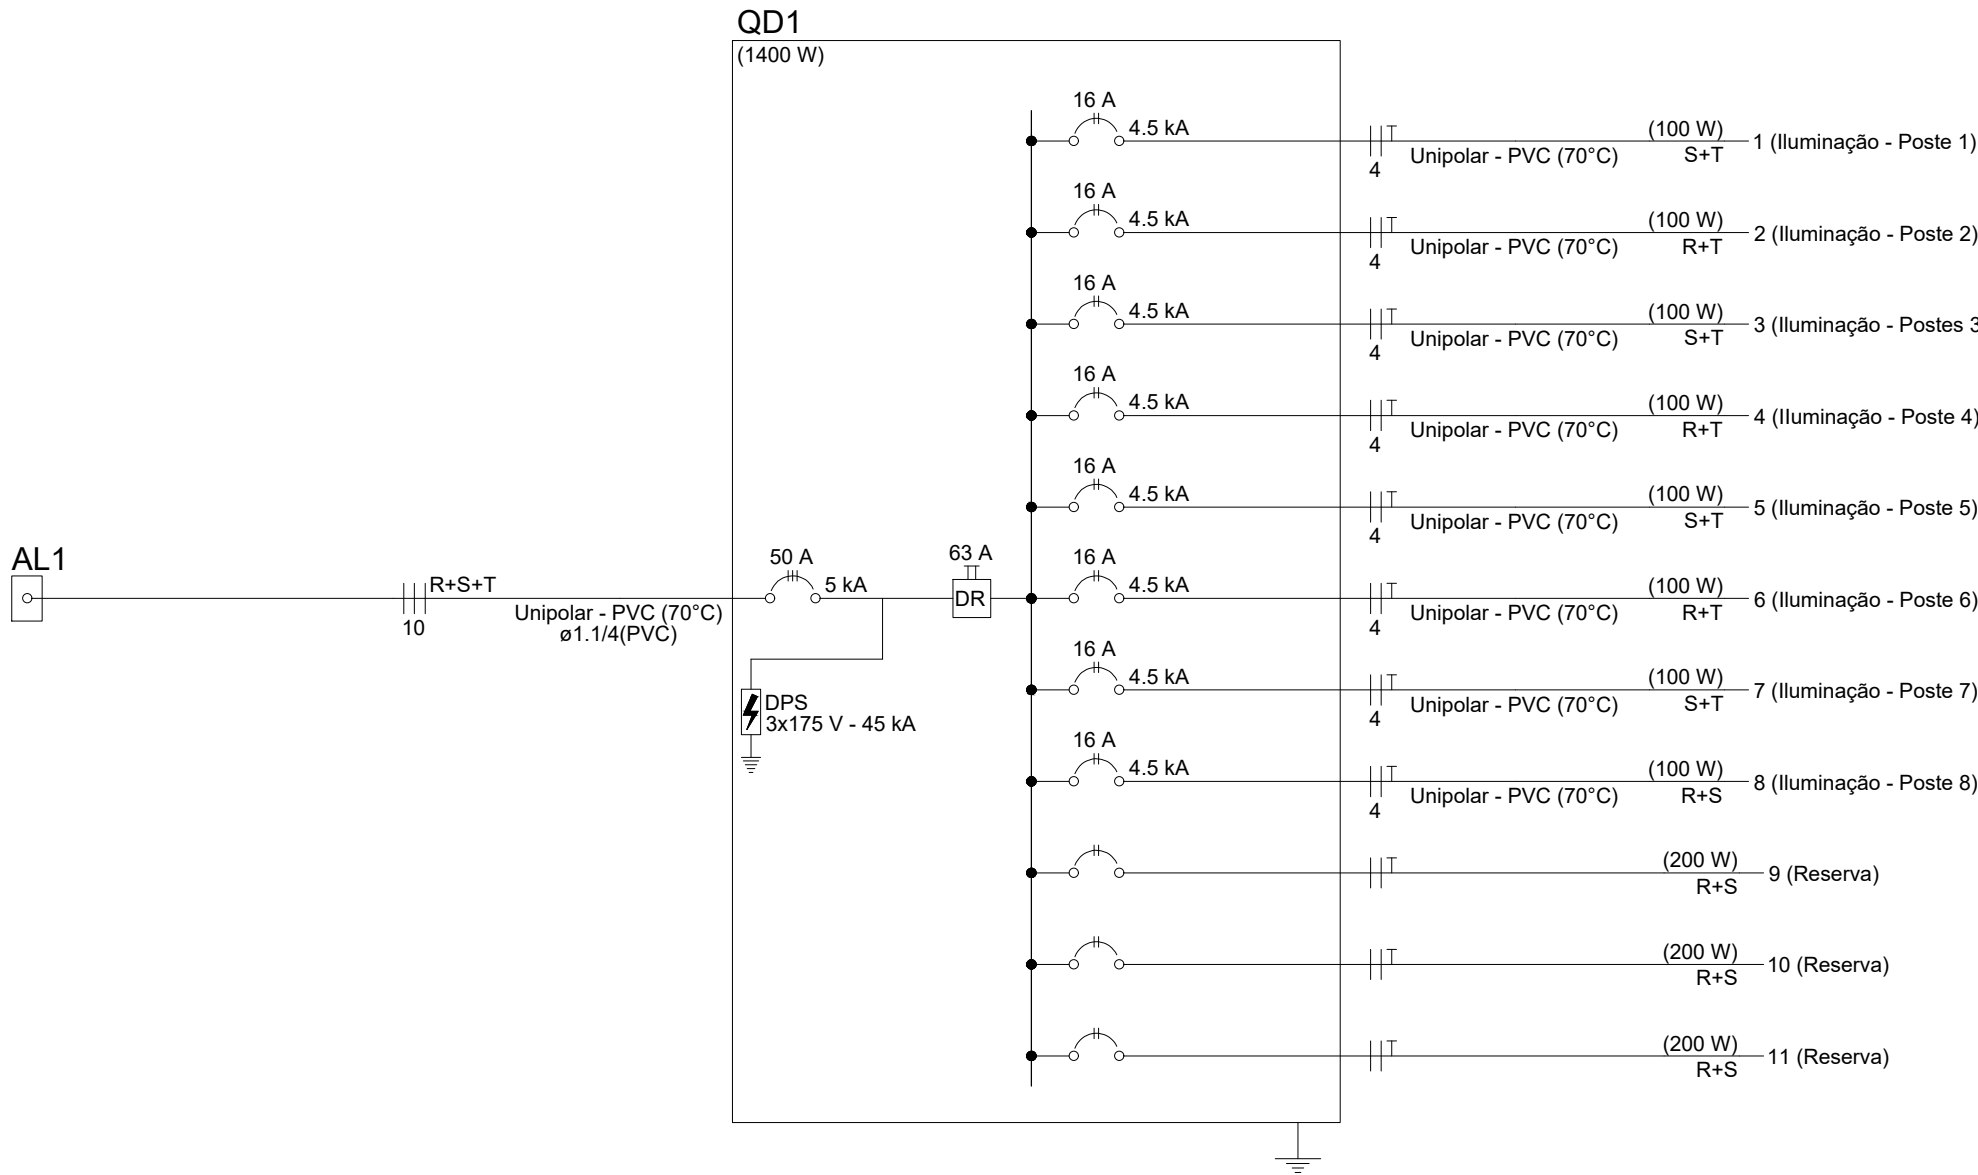 QD1
(1400 W)
16 A
4.5 kA
4
Unipolar - PVC (70°C)
(100 W)
S+T
1 (Iluminação - Poste 1)
16 A
4.5 kA
4
Unipolar - PVC (70°C)
(100 W)
R+T
2 (Iluminação - Poste 2)
16 A
4.5 kA
4
Unipolar - PVC (70°C)
(100 W)
S+T
3 (Iluminação - Postes 3
16 A
4.5 kA
4
Unipolar - PVC (70°C)
(100 W)
R+T
4 (Iluminação - Poste 4)
16 A
4.5 kA
4
Unipolar - PVC (70°C)
(100 W)
S+T
5 (Iluminação - Poste 5)
AL1
R+S+T
10
Unipolar - PVC (70°C)
ø1.1/4(PVC)
50 A
5 kA
63 A
DR
16 A
4.5 kA
4
Unipolar - PVC (70°C)
(100 W)
R+T
6 (Iluminação - Poste 6)
DPS
3x175 V - 45 kA
16 A
4.5 kA
4
Unipolar - PVC (70°C)
(100 W)
S+T
7 (Iluminação - Poste 7)
16 A
4.5 kA
4
Unipolar - PVC (70°C)
(100 W)
R+S
8 (Iluminação - Poste 8)
(200 W)
R+S
9 (Reserva)
(200 W)
R+S
10 (Reserva)
(200 W)
R+S
11 (Reserva)